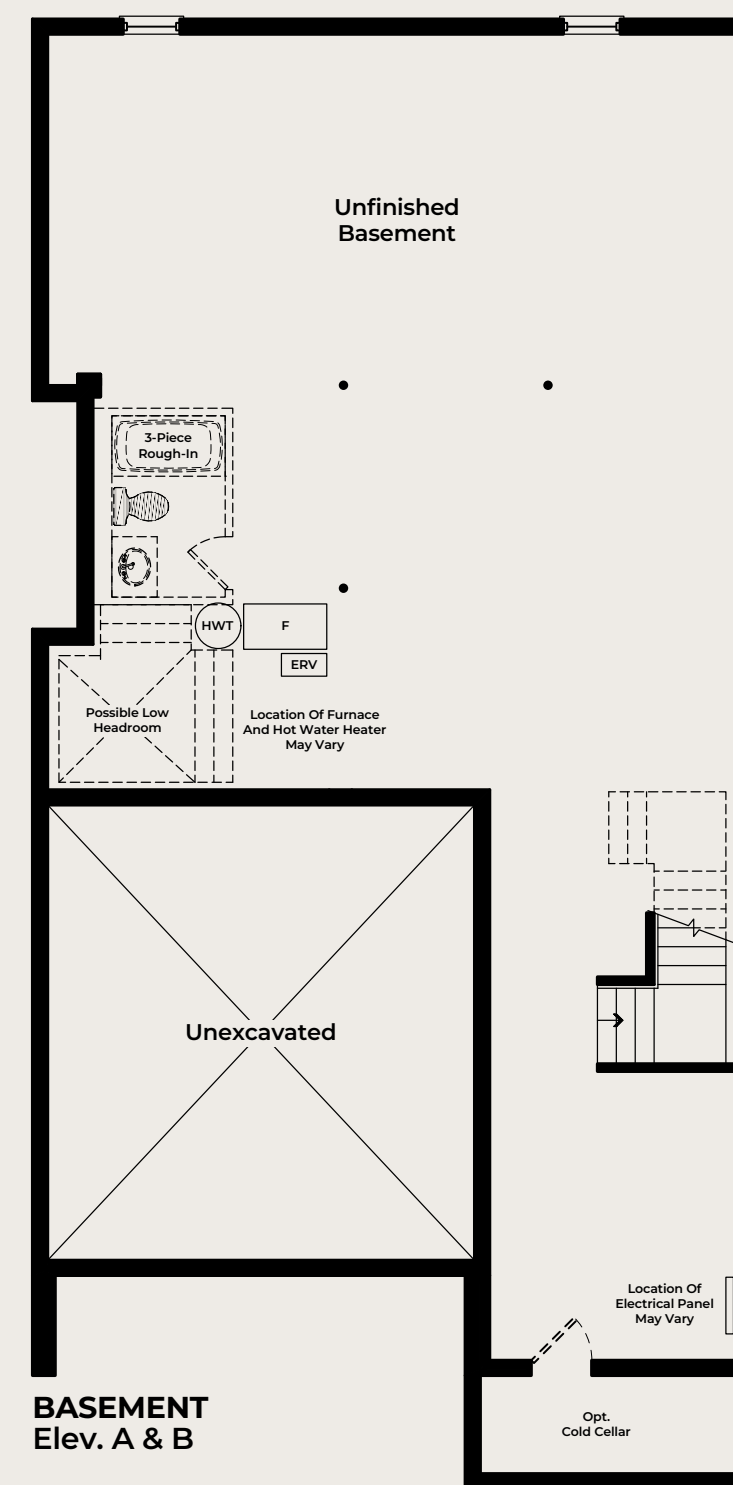 Unfinished
Basement
3-Piece
Rough-In
HWT
F
ERV
Possible Low
Headroom
Location Of Furnace
And Hot Water Heater
May Vary
Unexcavated
Location Of
Electrical Panel
May Vary
Opt.
Cold Cellar
BASEMENT
Elev. A & B